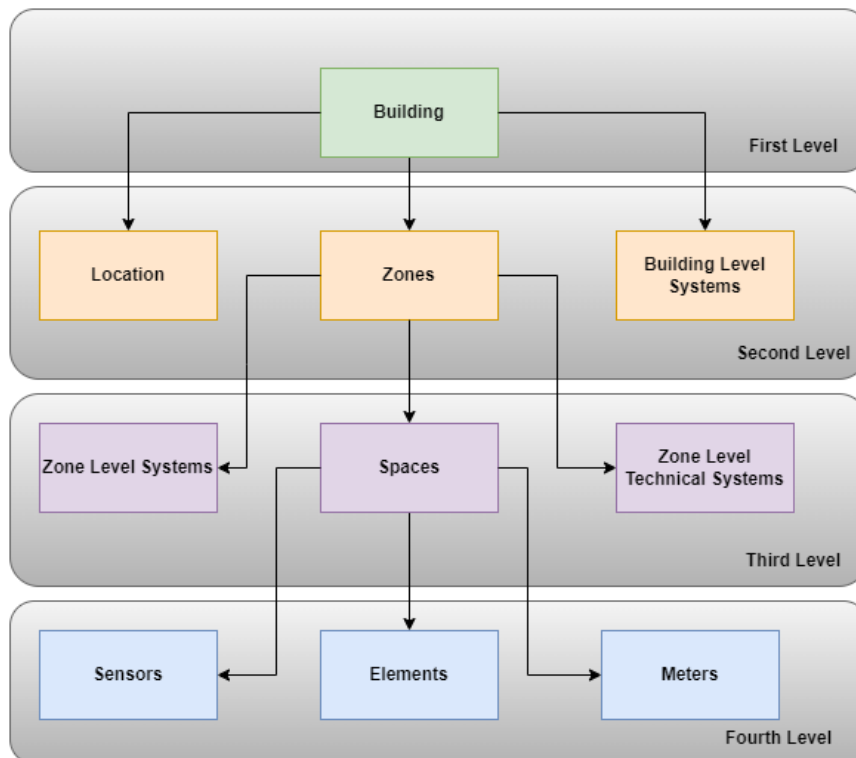 Building
First Level
Location
Zones
Building Level
Systems
Second Level
Zone Level Systems
Spaces
Zone Level
Technical Systems
Third Level
Sensors
Elements
Meters
Fourth Level